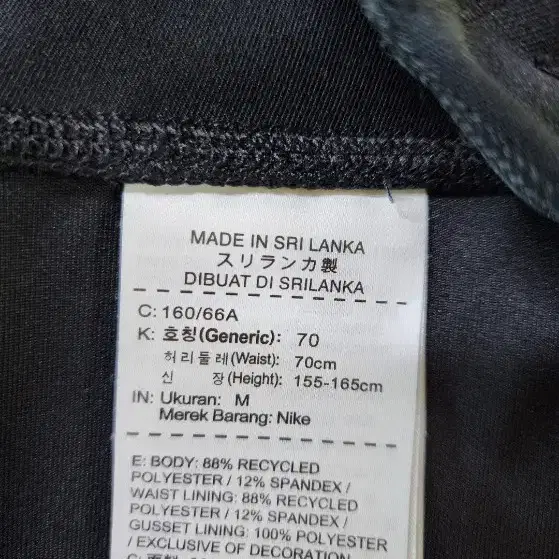 MADE IN SRI LANKA
スリランカ製
DIBUAT DI SRILANKA
C: 160/66A
K: 호칭(Generic): 70
허리둘레(Waist): 70cm
신 장(Height): 155-165cm
IN: Ukuran: M
Merek Barang: Nike
E: BODY: 88% RECYCLED
POLYESTER / 12% SPANDEX /
WAIST LINING: 88% RECYCLED
POLYESTER / 12% SPANDEX /
GUSSET LINING: 100% POLYESTER
/ EXCLUSIVE OF DECORATION